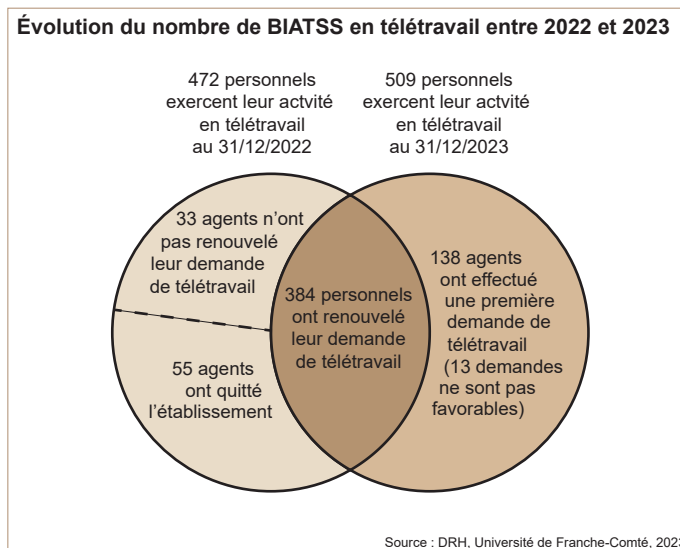 Évolution du nombre de BIATSS en télétravail entre 2022 et 2023
472 personnels
exercent leur actvité
en télétravail
au 31/12/2022
509 personnels
exercent leur actvité
en télétravail
au 31/12/2023
33 agents n’ont
pas renouvelé
leur demande
de télétravail
55 agents
ont quitté
l’établissement
384 personnels
ont renouvelé
leur demande
de télétravail
138 agents
ont effectué
une première
demande de
télétravail
(13 demandes
ne sont pas
favorables)
Source : DRH, Université de Franche-Comté, 2023